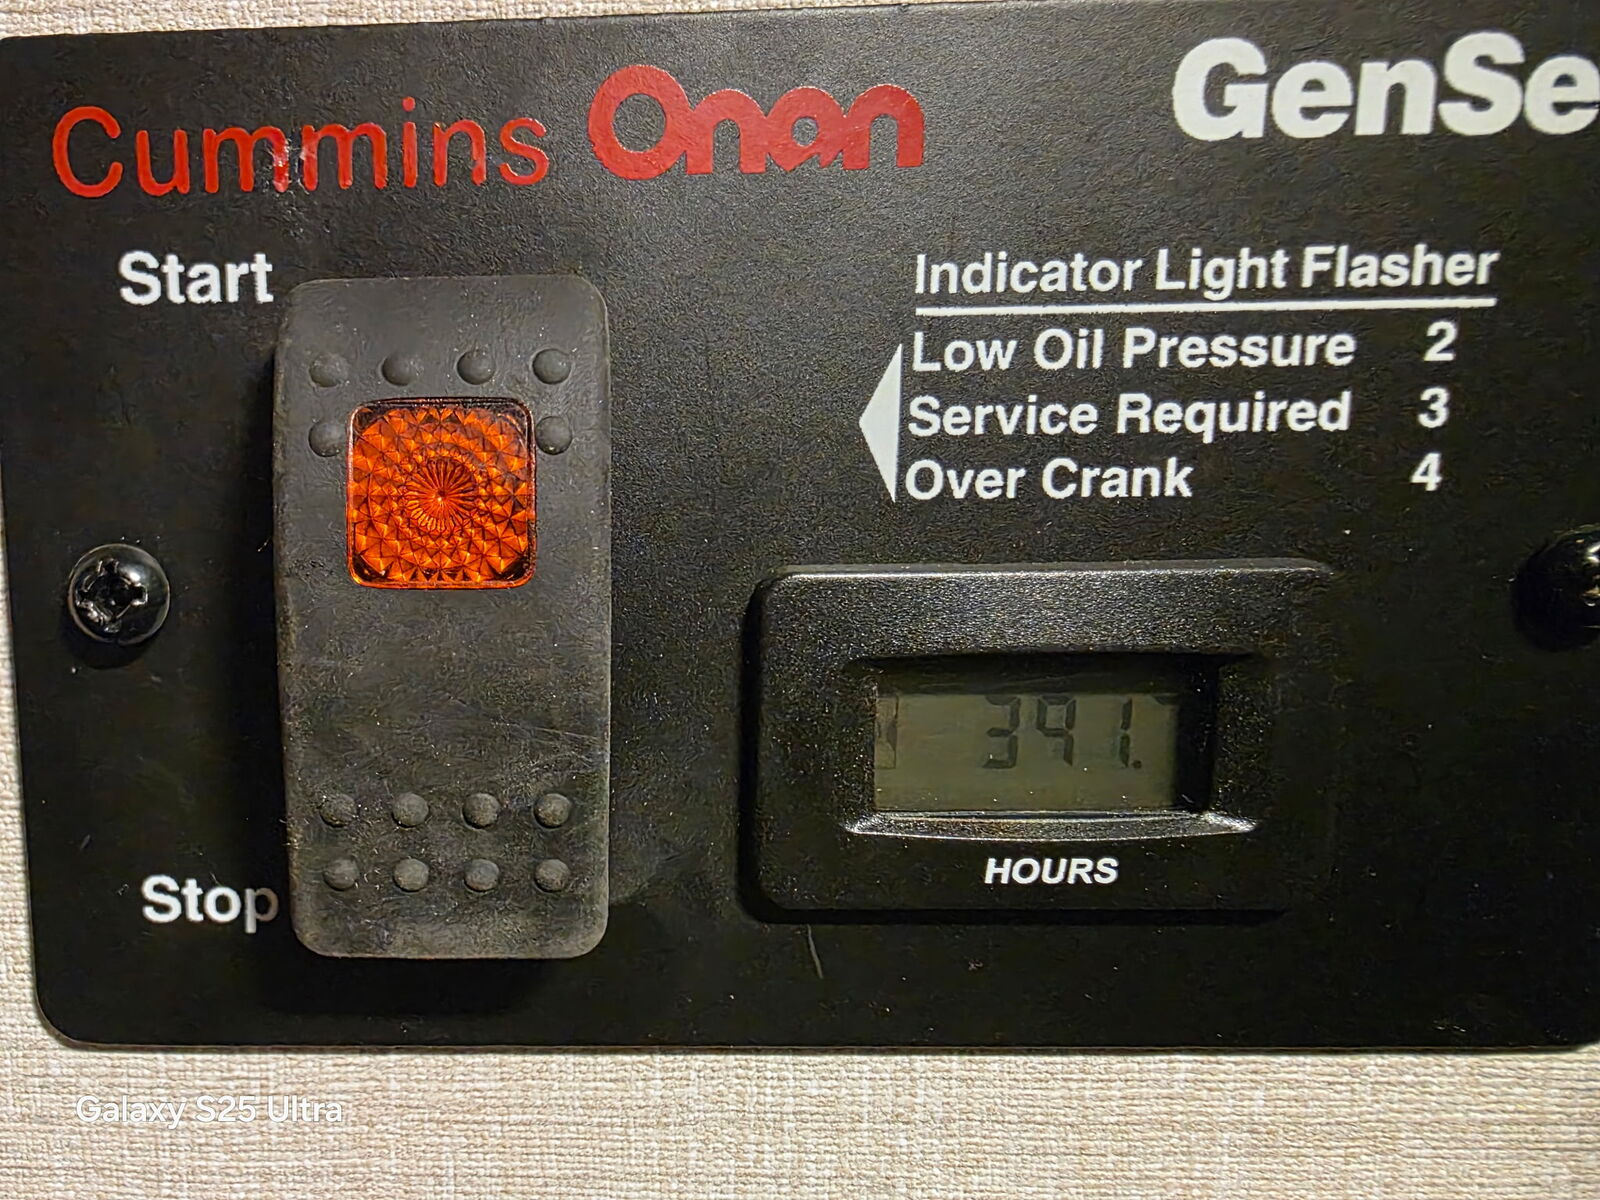 Cummins Onan
GenSe
Start
Indicator Light Flasher
Low Oil Pressure 2
Service Required 3
Over Crank 4
391.
HOURS
Stop
Galaxy S25 Ultra